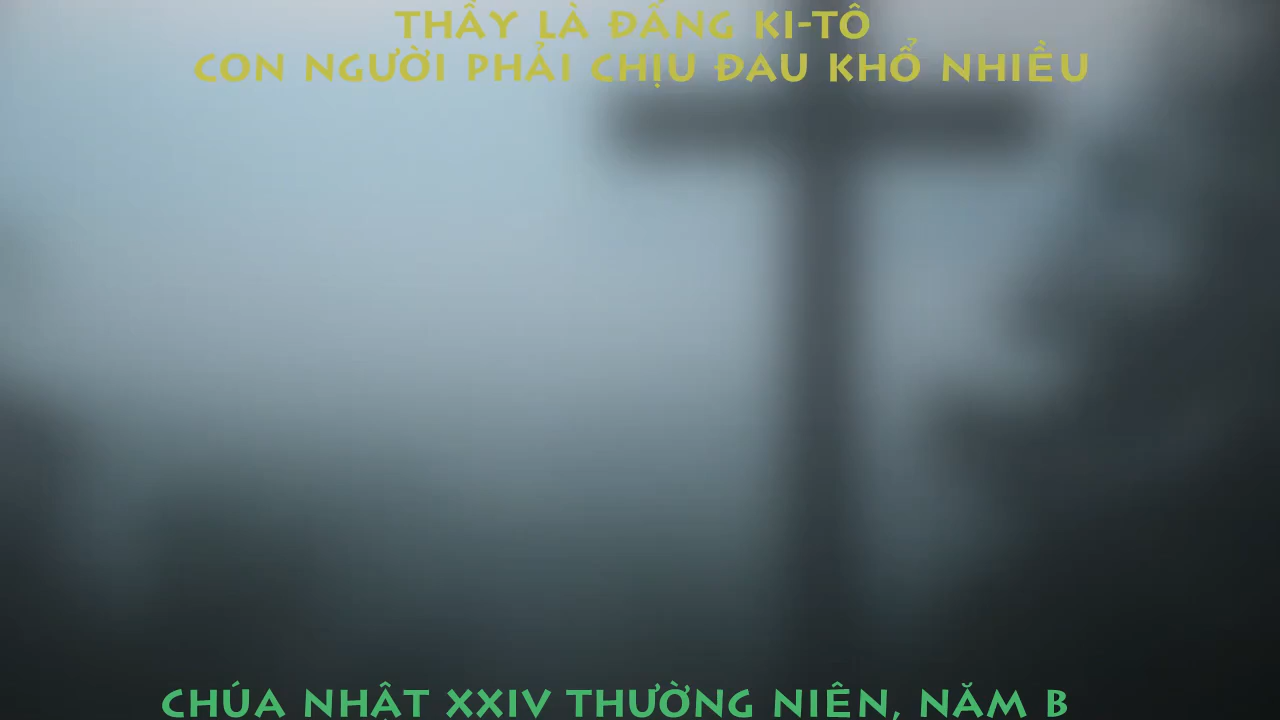 THẦY LÀ ĐẤNG KI-TÔ
CON NGƯỜI PHẢI CHỊU ĐAU KHỔ NHIỀU
CHÚA NHẬT XXIV THƯỜNG NIÊN, NĂM B